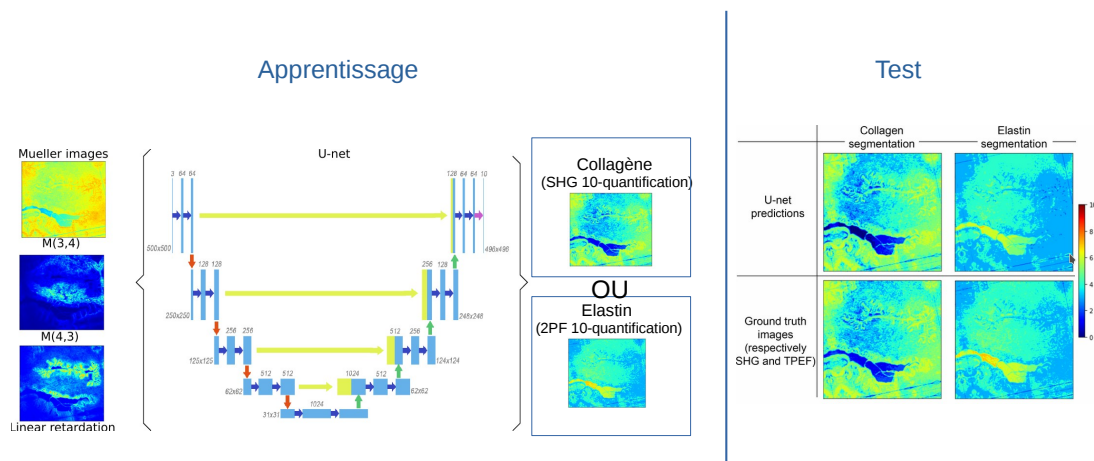 Apprentissage
Test
Mueller images
M(3,4)
M(4,3)
Linear retardation
U-net
3 64 64
128 64 64 10
500x500
496x496
128 128
256 128
250x250
248x248
256 256
512 256
125x125
124x124
512 512
1024 512
62x62
62x62
1024
31x31
Collagène
(SHG 10-quantification)
OU
Elastin
(2PF 10-quantification)
Collagen
segmentation
Elastin
segmentation
U-net
predictions
Ground truth
images
(respectively
SHG and TPEF)
10
8
6
4
2
0